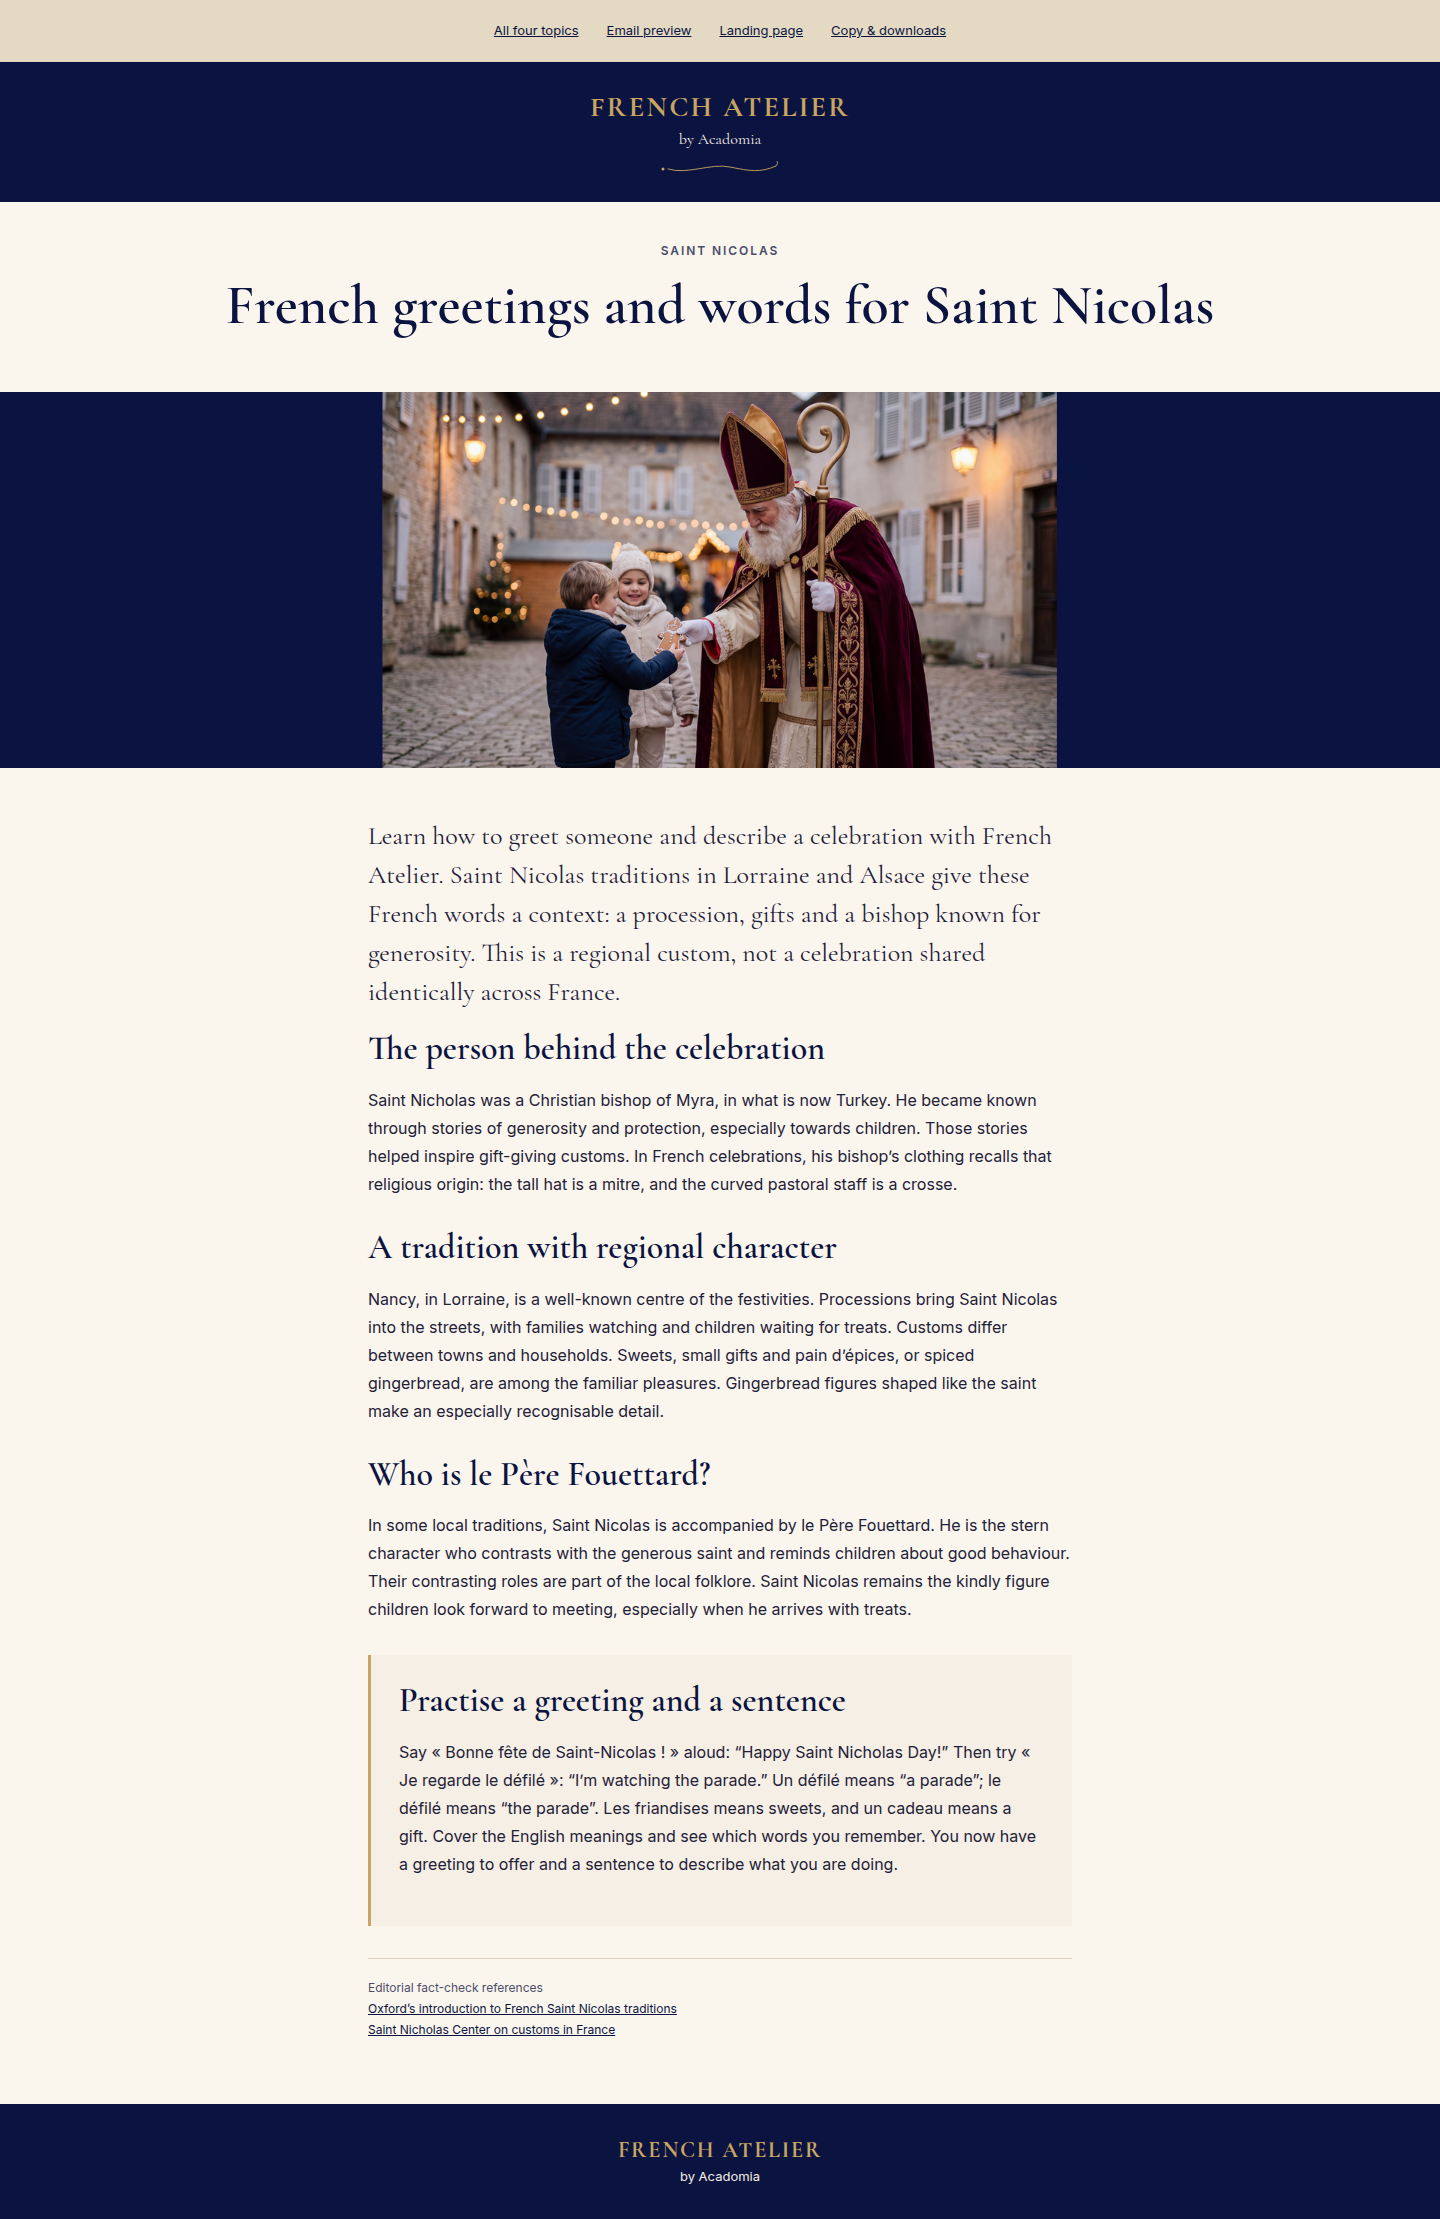 All four topics Email preview Landing page Copy & downloads
FRENCH ATELIER
by Acadomia
SAINT NICOLAS
French greetings and words for Saint Nicolas
Learn how to greet someone and describe a celebration with French
Atelier. Saint Nicolas traditions in Lorraine and Alsace give these
French words a context: a procession, gifts and a bishop known for
generosity. This is a regional custom, not a celebration shared
identically across France.
The person behind the celebration
Saint Nicholas was a Christian bishop of Myra, in what is now Turkey. He became known
through stories of generosity and protection, especially towards children. Those stories
helped inspire gift-giving customs. In French celebrations, his bishop’s clothing recalls that
religious origin: the tall hat is a mitre, and the curved pastoral staff is a crosse.
A tradition with regional character
Nancy, in Lorraine, is a well-known centre of the festivities. Processions bring Saint Nicolas
into the streets, with families watching and children waiting for treats. Customs differ
between towns and households. Sweets, small gifts and pain d’épices, or spiced
gingerbread, are among the familiar pleasures. Gingerbread figures shaped like the saint
make an especially recognisable detail.
Who is le Père Fouettard?
In some local traditions, Saint Nicolas is accompanied by le Père Fouettard. He is the stern
character who contrasts with the generous saint and reminds children about good behaviour.
Their contrasting roles are part of the local folklore. Saint Nicolas remains the kindly figure
children look forward to meeting, especially when he arrives with treats.
Practise a greeting and a sentence
Say « Bonne fête de Saint-Nicolas ! » aloud: “Happy Saint Nicholas Day!” Then try «
Je regarde le défilé »: “I’m watching the parade.” Un défilé means “a parade”; le
défilé means “the parade”. Les friandises means sweets, and un cadeau means a
gift. Cover the English meanings and see which words you remember. You now have
a greeting to offer and a sentence to describe what you are doing.
Editorial fact-check references
Oxford’s introduction to French Saint Nicolas traditions
Saint Nicholas Center on customs in France
FRENCH ATELIER
by Acadomia